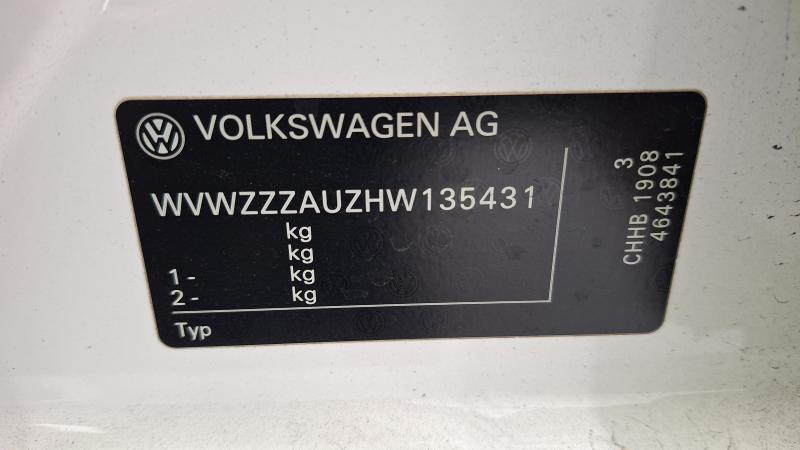 VOLKSWAGEN AG
WVWZZZAUZHW135431
kg
kg
1 - kg
2 - kg
Typ
3
CHHB 1908
4643841